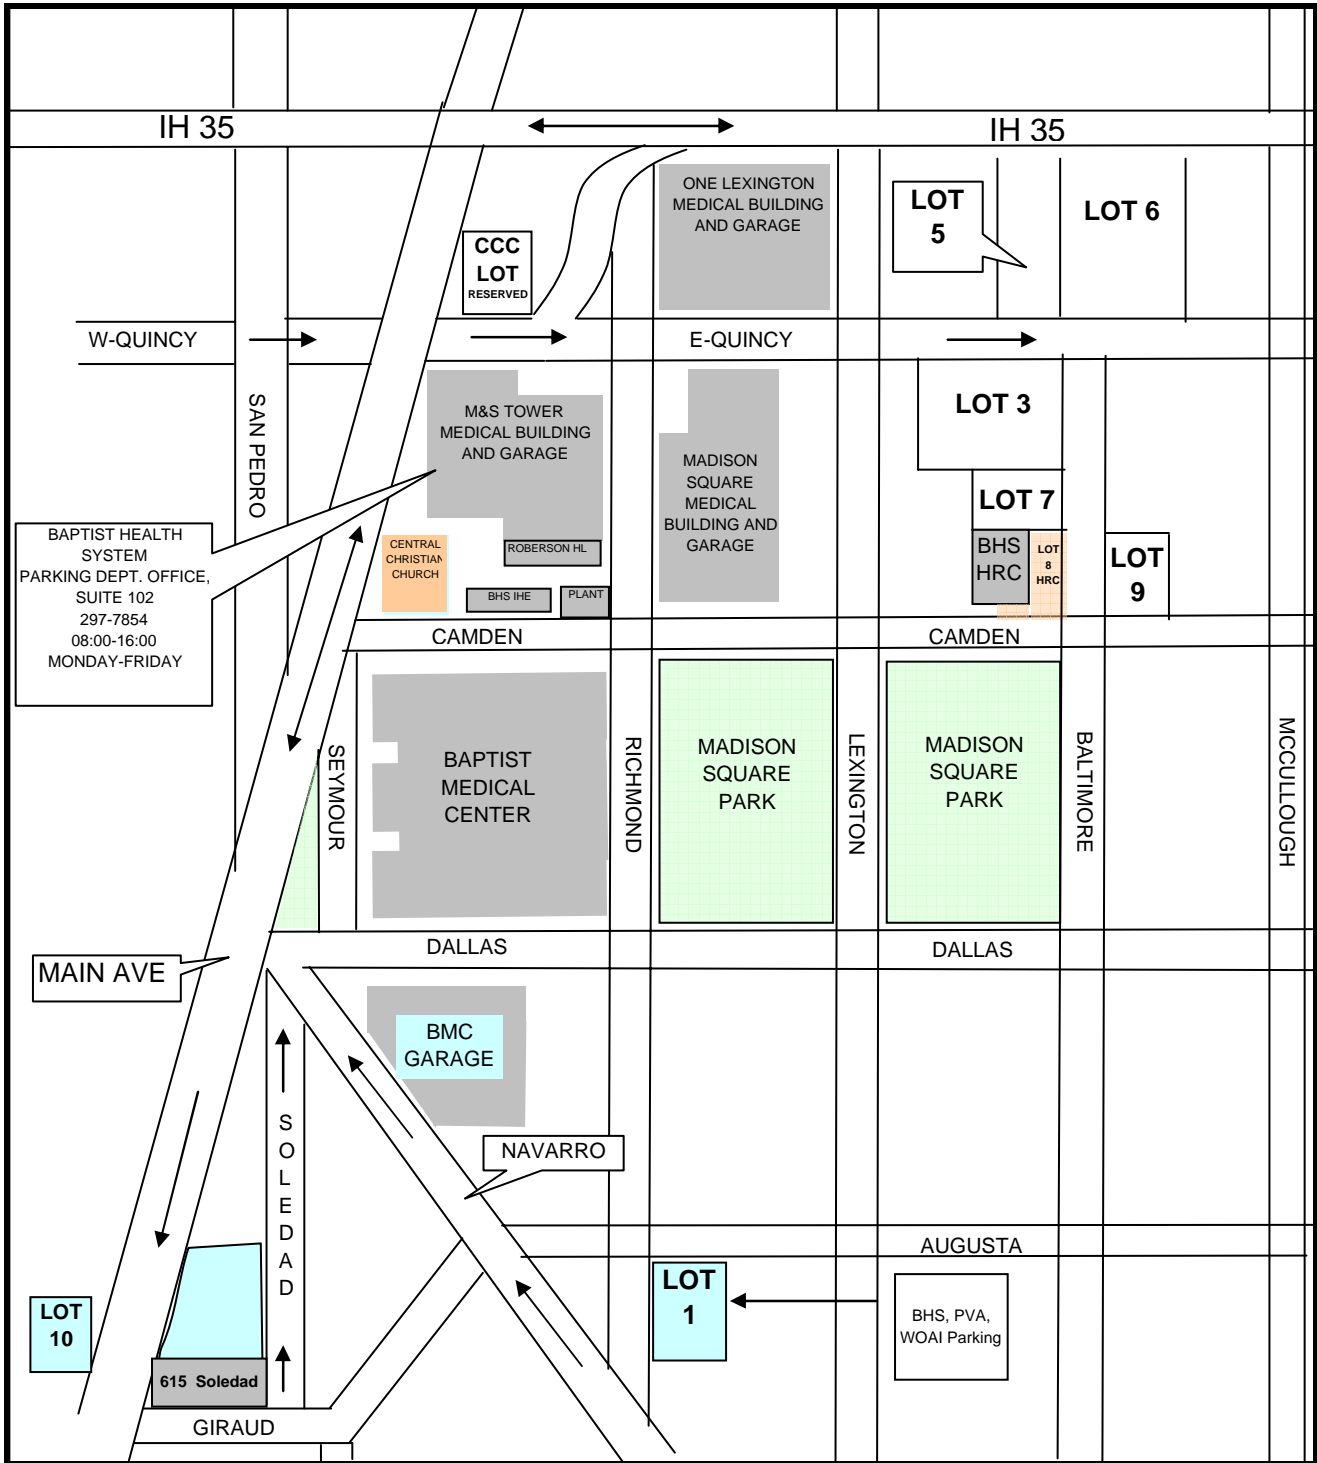 IH 35
IH 35
ONE LEXINGTON
MEDICAL BUILDING
AND GARAGE
LOT
5
LOT 6
CCC
LOT
RESERVED
W-QUINCY
E-QUINCY
SAN PEDRO
M&S TOWER
MEDICAL BUILDING
AND GARAGE
MADISON
SQUARE
MEDICAL
BUILDING AND
GARAGE
LOT 3
LOT 7
BAPTIST HEALTH
SYSTEM
PARKING DEPT. OFFICE,
SUITE 102
297-7854
08:00-16:00
MONDAY-FRIDAY
CENTRAL
CHRISTIAN
CHURCH
ROBERSON HL
BHS IHE
PLANT
BHS
HRC
LOT
8
HRC
LOT
9
CAMDEN
CAMDEN
SEYMOUR
BAPTIST
MEDICAL
CENTER
RICHMOND
MADISON
SQUARE
PARK
LEXINGTON
MADISON
SQUARE
PARK
BALTIMORE
MCCULLOUGH
DALLAS
DALLAS
MAIN AVE
BMC
GARAGE
SOLEDAD
NAVARRO
AUGUSTA
LOT
1
BHS, PVA,
WOAI Parking
LOT
10
615 Soledad
GIRAUD